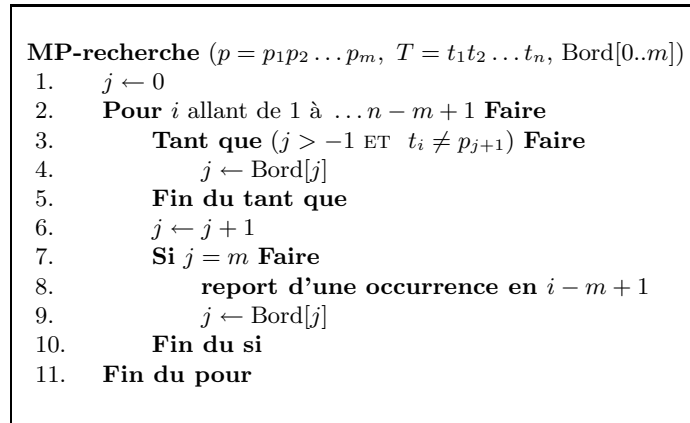 MP-recherche (p = p₁p₂ … pₘ, T = t₁t₂ … tₙ, Bord[0..m])
1. j ← 0
2. Pour i allant de 1 à … n − m + 1 Faire
3. Tant que (j > −1 ET tᵢ ≠ pⱼ₊₁) Faire
4. j ← Bord[j]
5. Fin du tant que
6. j ← j + 1
7. Si j = m Faire
8. report d'une occurrence en i − m + 1
9. j ← Bord[j]
10. Fin du si
11. Fin du pour